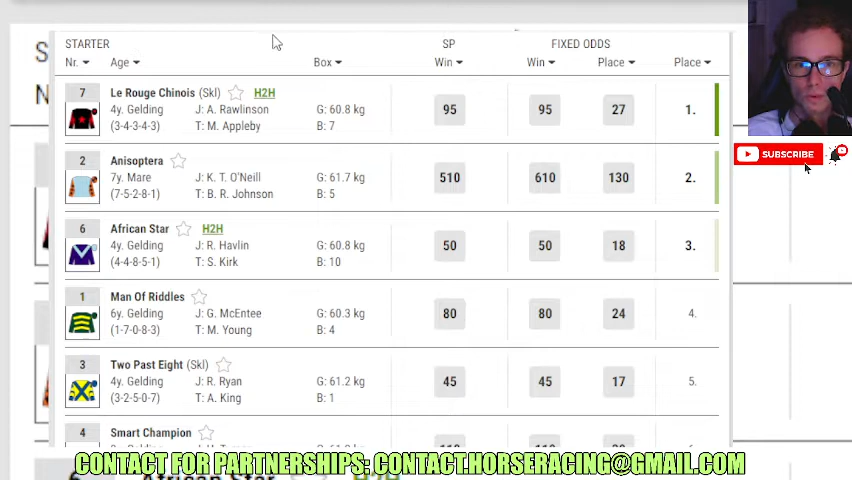 STARTER SP FIXED ODDS
Nr. Age Box Win Win Place Place
7 Le Rouge Chinois (Skl) H2H
4y. Gelding J: A. Rawlinson G: 60.8 kg 95 95 27 1.
(3-4-3-4-3) T: M. Appleby B: 7
SUBSCRIBE
2 Anisoptera
7y. Mare J: K. T. O'Neill G: 61.7 kg 510 610 130 2.
(7-5-2-8-1) T: B. R. Johnson B: 5
6 African Star H2H
4y. Gelding J: R. Havlin G: 60.8 kg 50 50 18 3.
(4-4-8-5-1) T: S. Kirk B: 10
1 Man Of Riddles
6y. Gelding J: G. McEntee G: 60.3 kg 80 80 24 4.
(1-7-0-8-3) T: M. Young B: 4
3 Two Past Eight (Skl)
4y. Gelding J: R. Ryan G: 61.2 kg 45 45 17 5.
(3-2-5-0-7) T: A. King B: 1
4 Smart Champion
CONTACT FOR PARTNERSHIPS: CONTACT.HORSERACING@GMAIL.COM